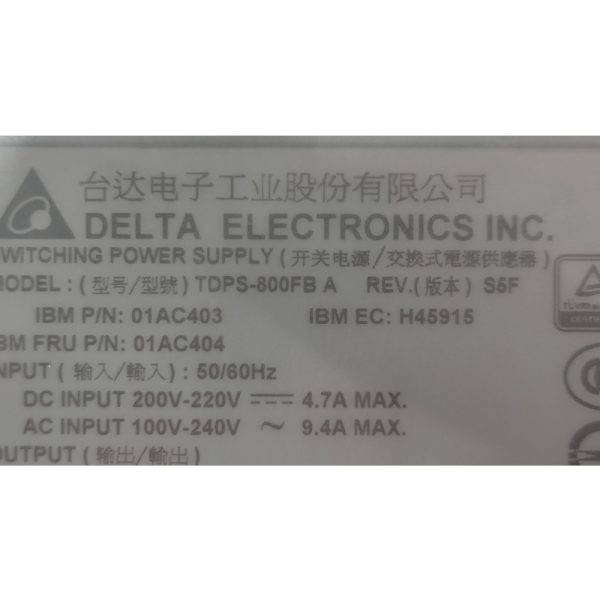 台达电子工业股份有限公司
DELTA ELECTRONICS INC.
WITCHING POWER SUPPLY (开关电源/交換式電源供應器)
MODEL : (型号/型號) TDPS-800FB A REV.(版本) S5F
IBM P/N: 01AC403 IBM EC: H45915
BM FRU P/N: 01AC404
NPUT (输入/輸入) : 50/60Hz
DC INPUT 200V-220V ⎓ 4.7A MAX.
AC INPUT 100V-240V ~ 9.4A MAX.
OUTPUT (输出/輸出)